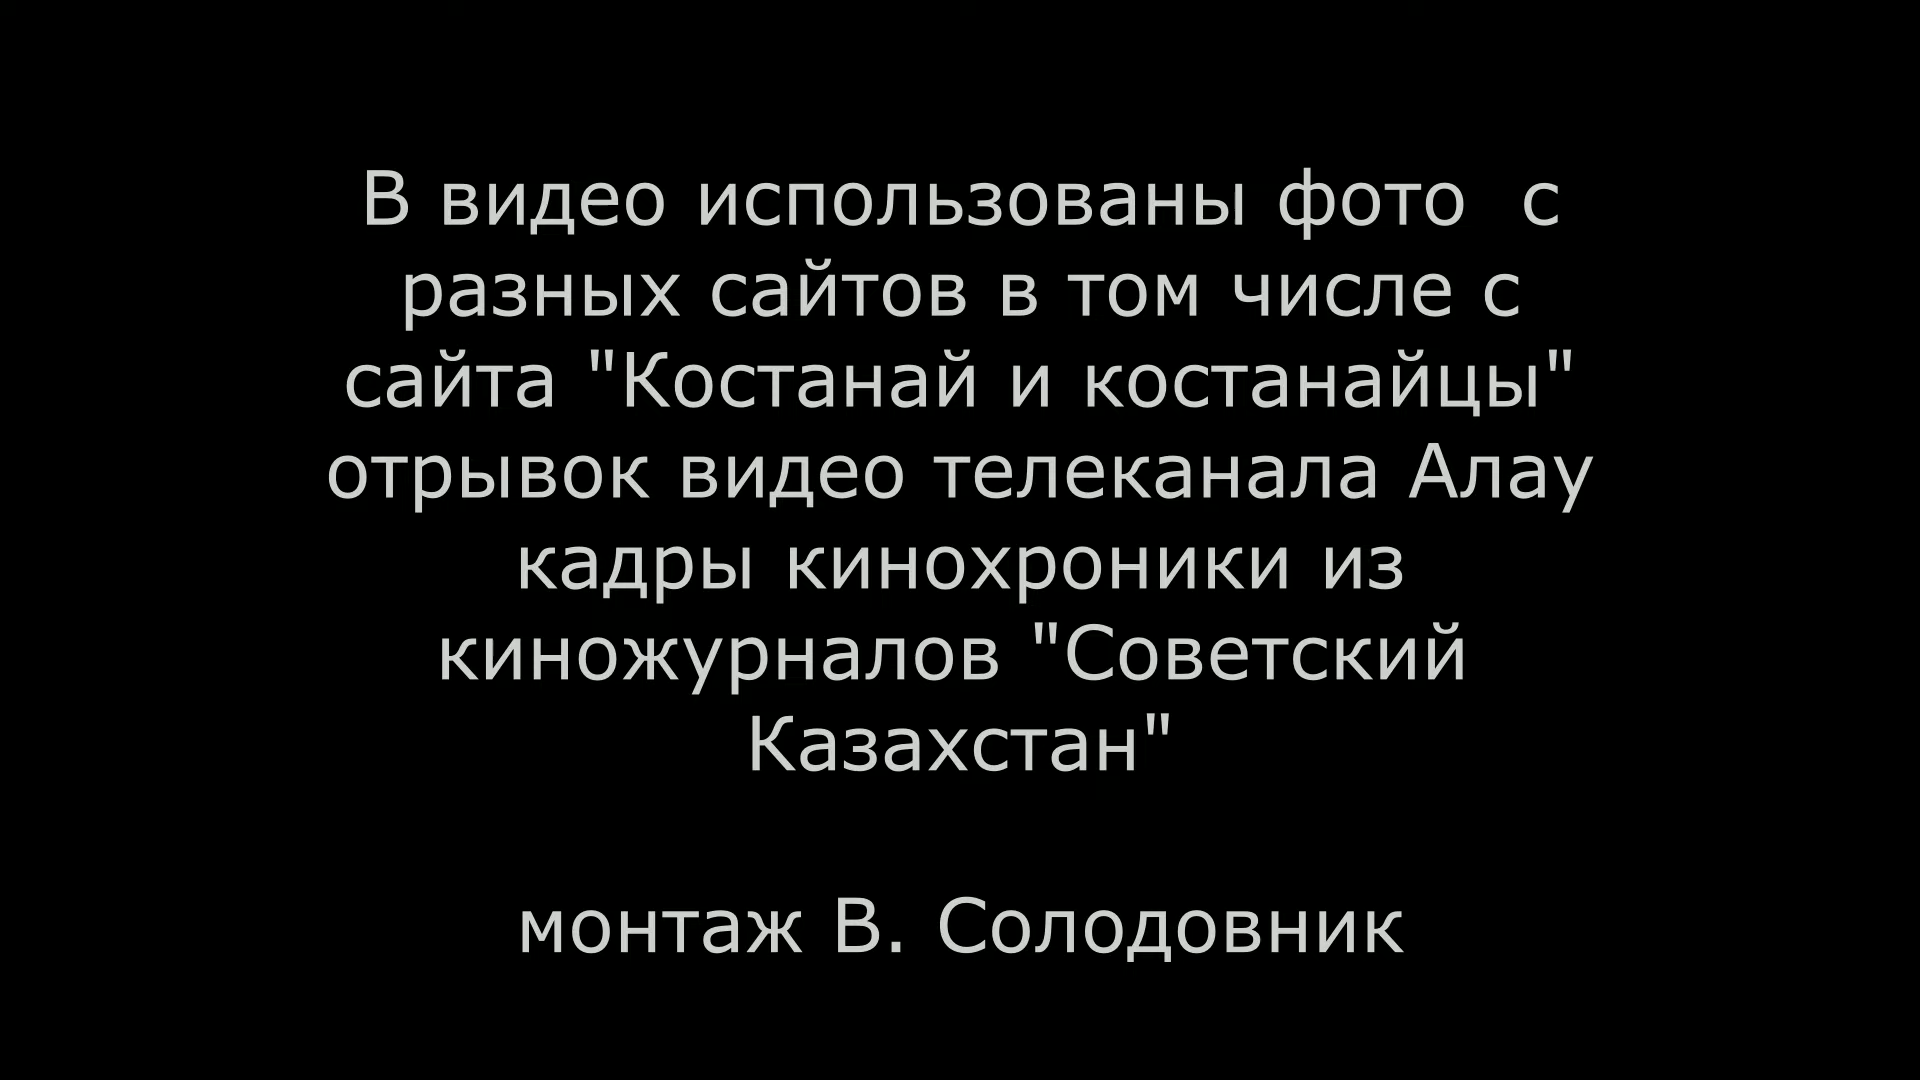 В видео использованы фото  с
разных сайтов в том числе с
сайта "Костанай и костанайцы"
отрывок видео телеканала Алау
кадры кинохроники из
киножурналов "Советский
Казахстан"
монтаж В. Солодовник